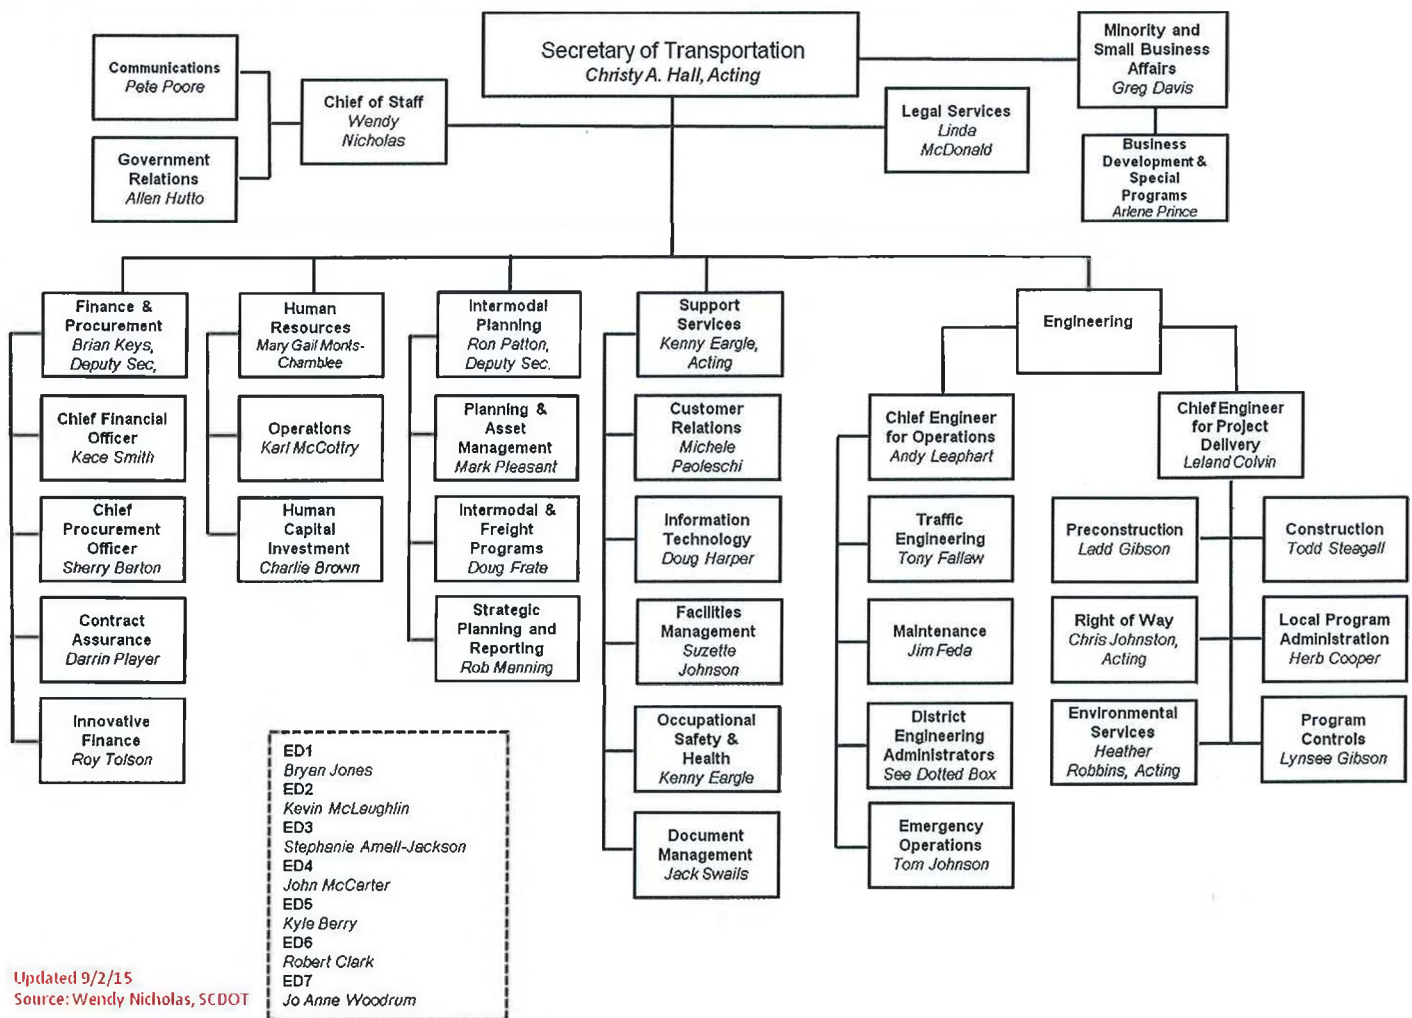 Secretary of Transportation
Christy A. Hall, Acting
Minority and
Small Business
Affairs
Greg Davis
Communications
Pete Poore
Chief of Staff
Wendy
Nicholas
Legal Services
Linda
McDonald
Government
Relations
Allen Hutto
Business
Development &
Special
Programs
Arlene Prince
Finance &
Procurement
Brian Keys,
Deputy Sec,
Chief Financial
Officer
Kace Smith
Chief
Procurement
Officer
Sherry Barton
Contract
Assurance
Darrin Player
Innovative
Finance
Roy Tolson
Human
Resources
Mary Gail Monts-
Chamblee
Operations
Karl McCottry
Human
Capital
Investment
Charlie Brown
Intermodal
Planning
Ron Patton,
Deputy Sec.
Planning &
Asset
Management
Mark Pleasant
Intermodal &
Freight
Programs
Doug Frate
Strategic
Planning and
Reporting
Rob Manning
Support
Services
Kenny Eargle,
Acting
Customer
Relations
Michele
Paoleschi
Information
Technology
Doug Harper
Facilities
Management
Suzette
Johnson
Occupational
Safety &
Health
Kenny Eargle
Document
Management
Jack Swails
Engineering
Chief Engineer
for Operations
Andy Leaphart
Traffic
Engineering
Tony Fallaw
Maintenance
Jim Feda
District
Engineering
Administrators
See Dotted Box
Emergency
Operations
Tom Johnson
Chief Engineer
for Project
Delivery
Leland Colvin
Preconstruction
Ladd Gibson
Construction
Todd Steagall
Right of Way
Chris Johnston,
Acting
Local Program
Administration
Herb Cooper
Environmental
Services
Heather
Robbins, Acting
Program
Controls
Lynsee Gibson
ED1
Bryan Jones
ED2
Kevin McLaughlin
ED3
Stephanie Amell-Jackson
ED4
John McCarter
ED5
Kyle Berry
ED6
Robert Clark
ED7
Jo Anne Woodrum
Updated 9/2/15
Source: Wendy Nicholas, SCDOT